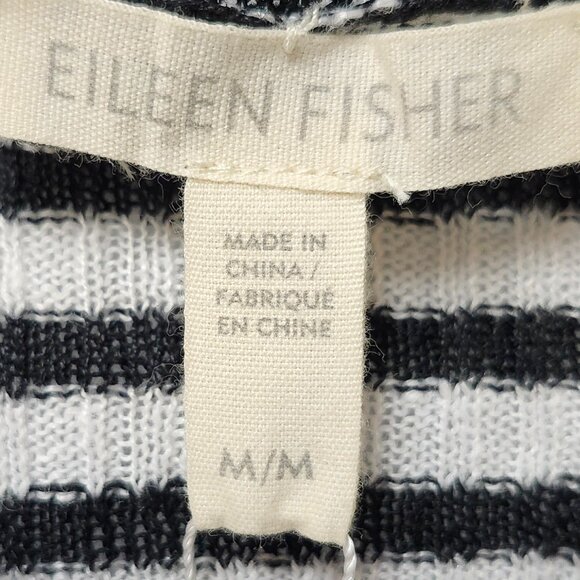 EILEEN FISHER
MADE IN
CHINA /
FABRIQUÉ
EN CHINE
M/M